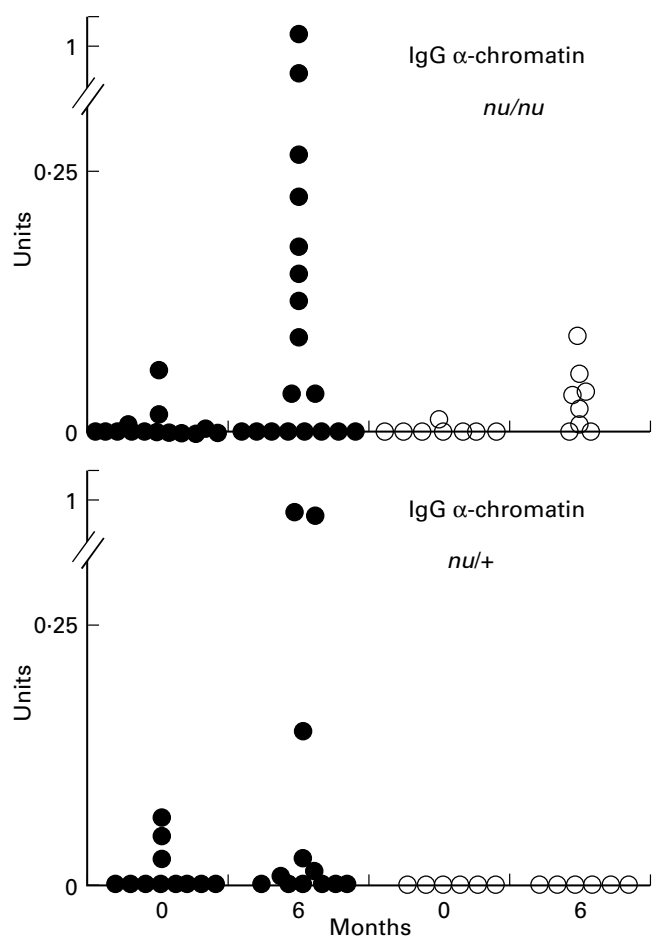 1
IgG α-chromatin
nu/nu
0·25
Units
0
1
IgG α-chromatin
nu/+
0·25
Units
0
0 6 0 6
Months